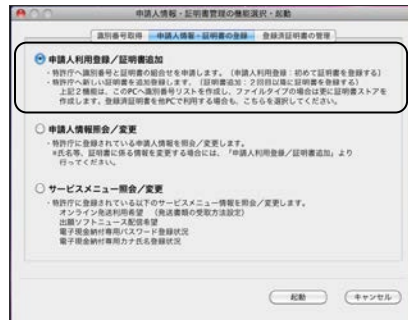 申請人情報・証明書管理の機能選択・起動
識別番号取得 申請人情報・証明書の登録 登録済証明書の管理
申請人利用登録／証明書追加
・特許庁へ識別番号と証明書の組合せを申請します。（申請人利用登録：初めて証明書を登録する）
・特許庁へ新しい証明書を追加登録します。（証明書追加：２回目以降に証明書を登録する）
上記２機能は、このPCへ識別番号リストを作成し、ファイルタイプの場合は更に証明書ストアを
作成します。登録済証明書を他PCで利用する場合も、こちらを選択してください。
申請人情報照会／変更
・特許庁に登録されている申請人情報を照会／変更します。
※氏名等、証明書に係る情報を変更する場合には、「申請人利用登録／証明書追加」より
行ってください。
サービスメニュー照会／変更
・特許庁に登録されている以下のサービスメニュー情報を照会／変更します。
オンライン発送利用希望 （発送書類の受取方法設定）
出願ソフトニュース配信希望
電子現金納付専用パスワード登録状況
電子現金納付専用カナ氏名登録状況
起動 キャンセル